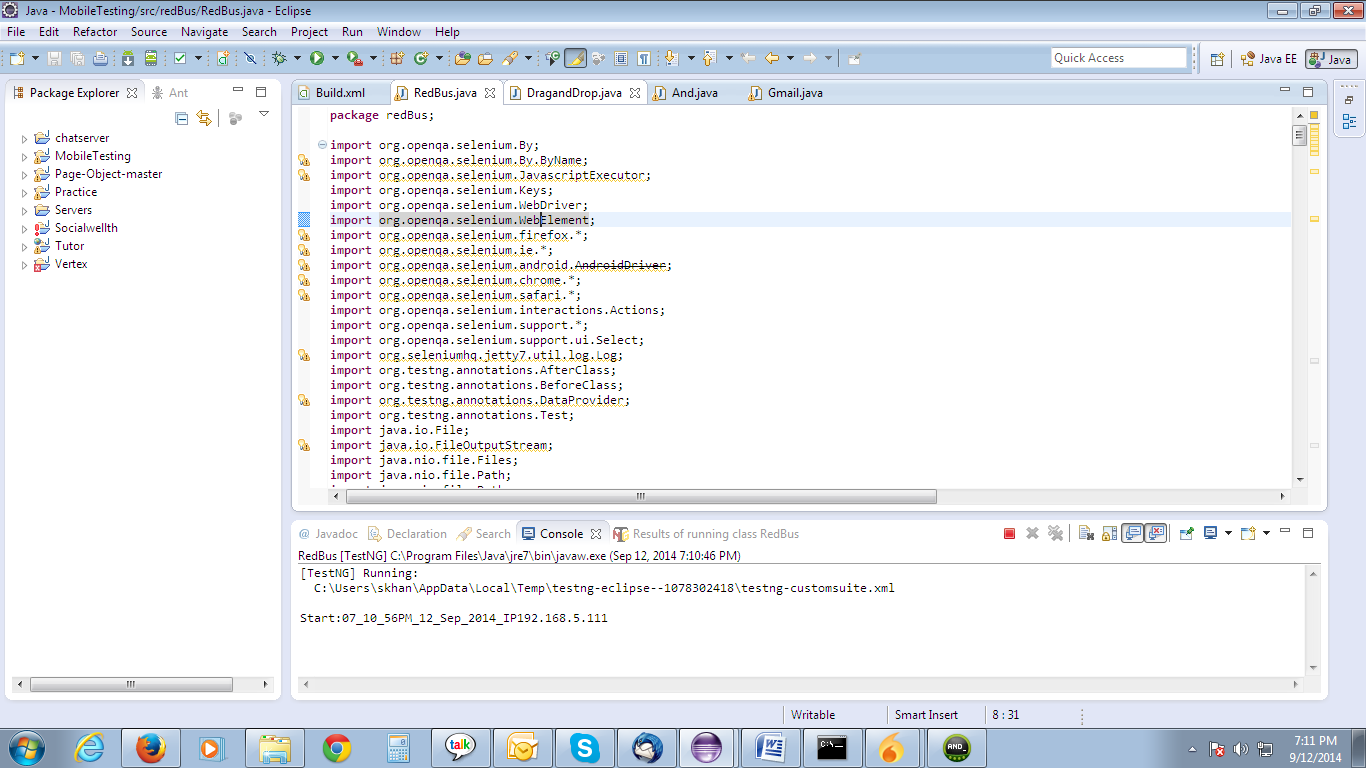 Java - MobileTesting/src/redBus/RedBus.java - Eclipse
File Edit Refactor Source Navigate Search Project Run Window Help
Quick Access Java EE Java
Package Explorer Ant
chatserver
MobileTesting
Page-Object-master
Practice
Servers
Socialwellth
Tutor
Vertex
Build.xml RedBus.java DragandDrop.java And.java Gmail.java
package redBus;
import org.openqa.selenium.By;
import org.openqa.selenium.By.ByName;
import org.openqa.selenium.JavascriptExecutor;
import org.openqa.selenium.Keys;
import org.openqa.selenium.WebDriver;
import org.openqa.selenium.WebElement;
import org.openqa.selenium.firefox.*;
import org.openqa.selenium.ie.*;
import org.openqa.selenium.android.AndroidDriver;
import org.openqa.selenium.chrome.*;
import org.openqa.selenium.safari.*;
import org.openqa.selenium.interactions.Actions;
import org.openqa.selenium.support.*;
import org.openqa.selenium.support.ui.Select;
import org.seleniumhq.jetty7.util.log.Log;
import org.testng.annotations.AfterClass;
import org.testng.annotations.BeforeClass;
import org.testng.annotations.DataProvider;
import org.testng.annotations.Test;
import java.io.File;
import java.io.FileOutputStream;
import java.nio.file.Files;
import java.nio.file.Path;
@ Javadoc Declaration Search Console Results of running class RedBus
RedBus [TestNG] C:\Program Files\Java\jre7\bin\javaw.exe (Sep 12, 2014 7:10:46 PM)
[TestNG] Running:
C:\Users\skhan\AppData\Local\Temp\testng-eclipse--1078302418\testng-customsuite.xml
Start:07_10_56PM_12_Sep_2014_IP192.168.5.111
Writable Smart Insert 8 : 31
talk
C:\_
AND_
7:11 PM
9/12/2014